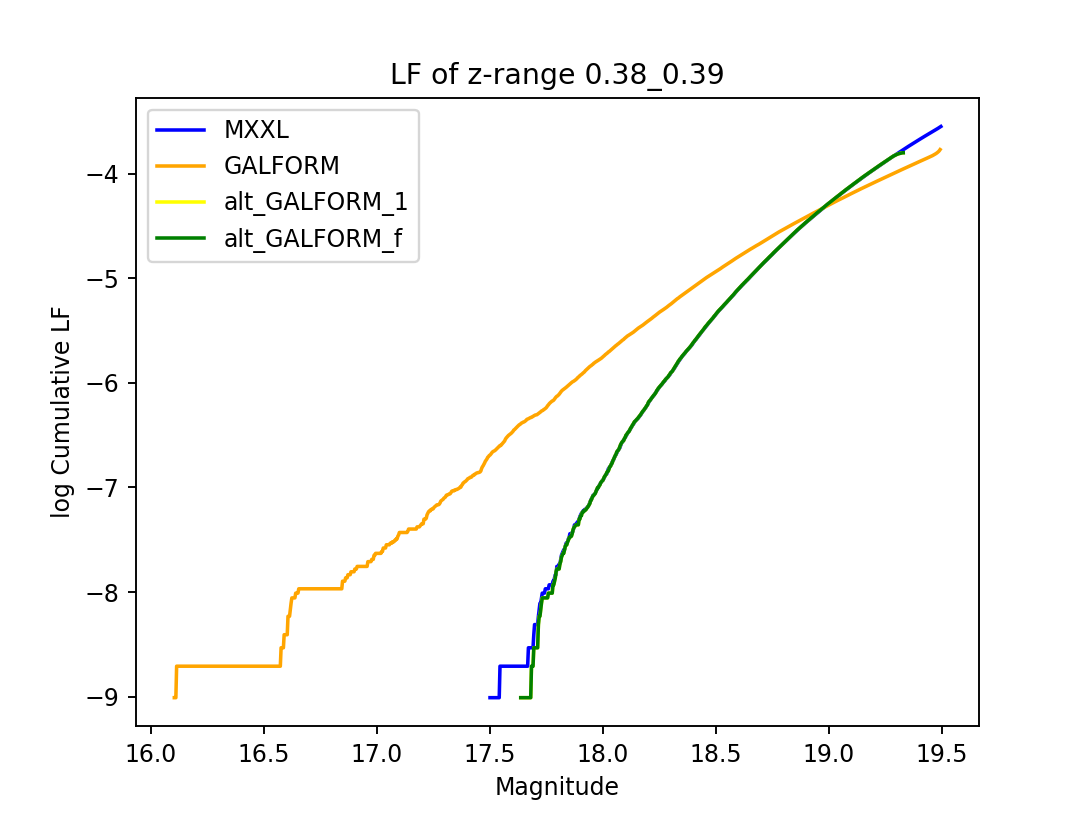 LF of z-range 0.38_0.39
MXXL
GALFORM
alt_GALFORM_1
alt_GALFORM_f
log Cumulative LF
−4
−5
−6
−7
−8
−9
16.0 16.5 17.0 17.5 18.0 18.5 19.0 19.5
Magnitude